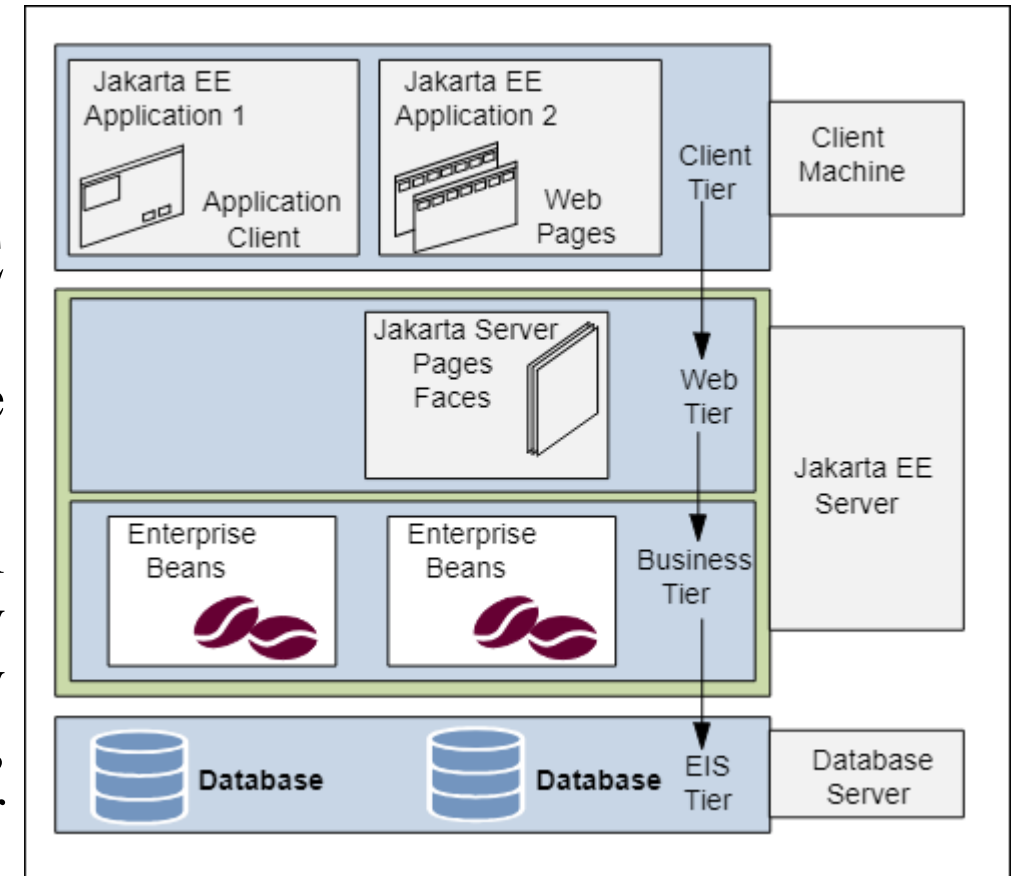 Jakarta EE
Application 1
Application
Client
Jakarta EE
Application 2
Web
Pages
Client
Tier
Client
Machine
Jakarta Server
Pages
Faces
Web
Tier
Jakarta EE
Server
Enterprise
Beans
Enterprise
Beans
Business
Tier
Database
Database
EIS
Tier
Database
Server